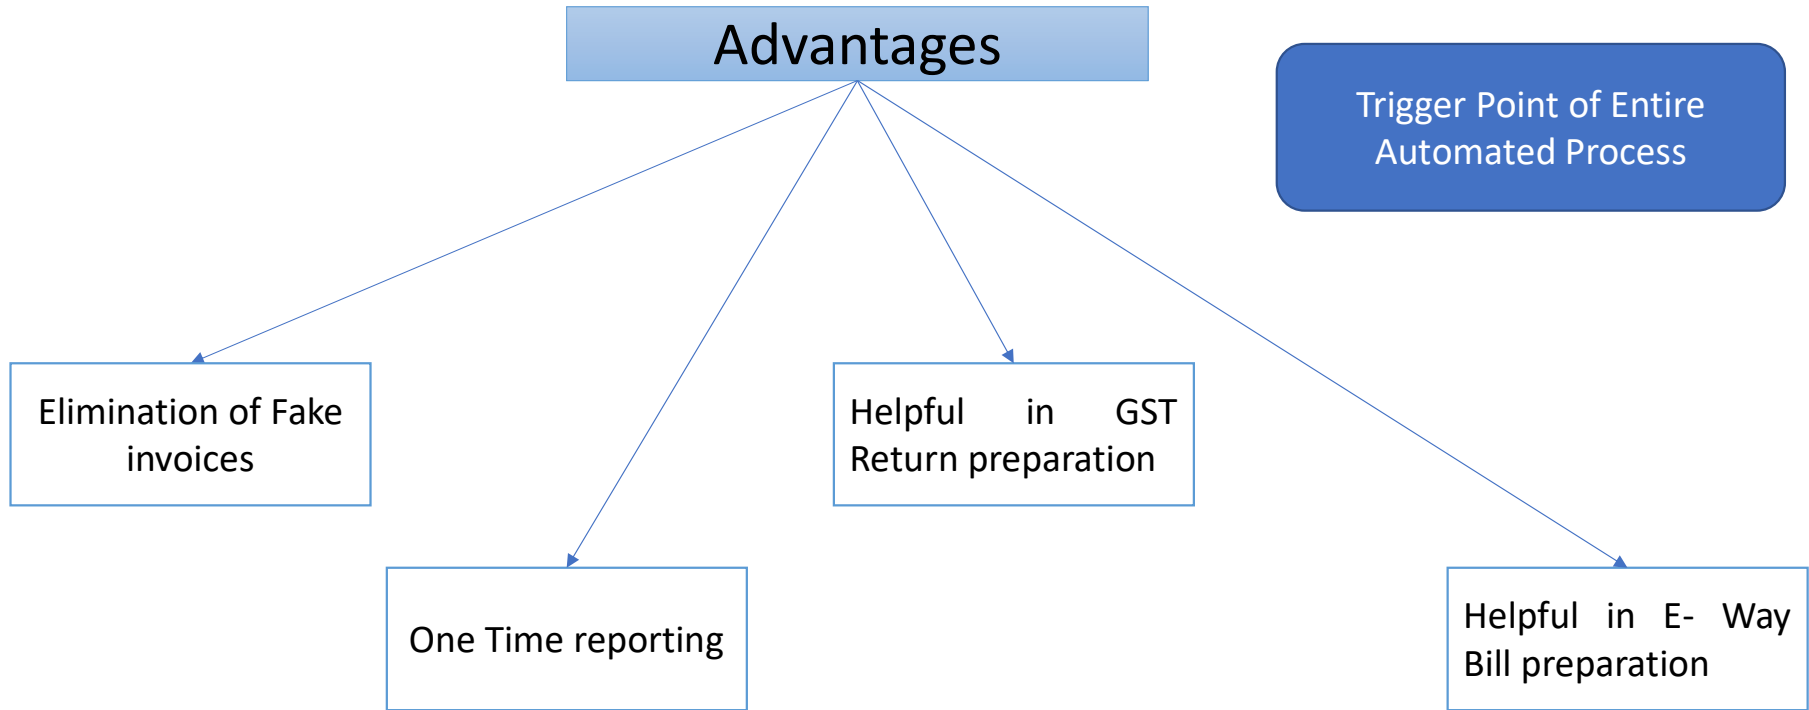 Advantages
Trigger Point of Entire
Automated Process
Elimination of Fake
invoices
Helpful in GST
Return preparation
One Time reporting
Helpful in E- Way
Bill preparation